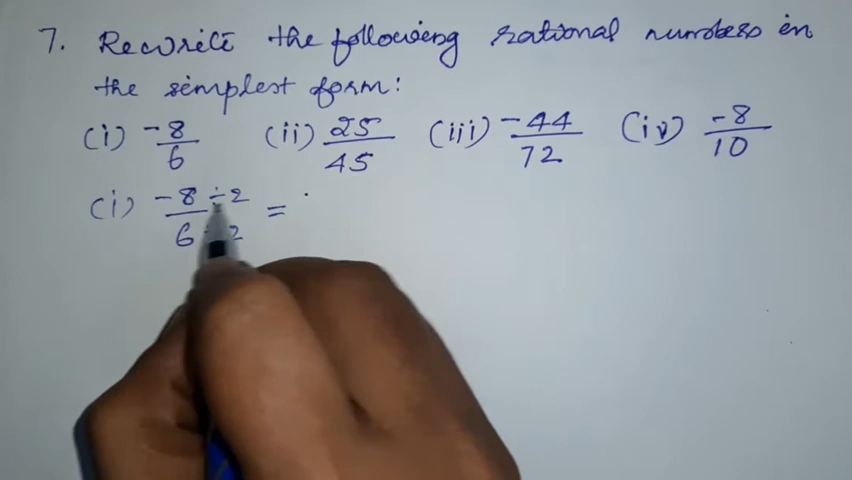 7. Rewrite the following rational numbers in
the simplest form:
(i) -8/6 (ii) 25/45 (iii) -44/72 (iv) -8/10
(i) -8÷2/6÷2 =